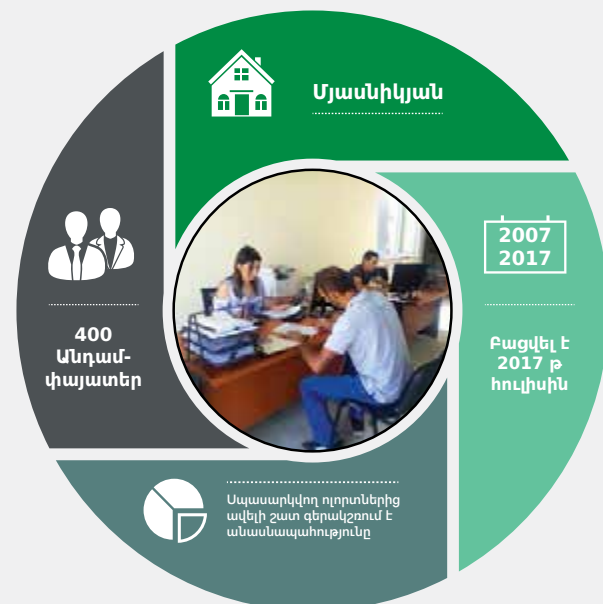 Մյասնիկյան
2007
2017
Բացվել է
2017 թ
հուլիսին
400
Անդամ-
փայատեր
Սպասարկվող ոլորտներից
ավելի շատ գերակշռում է
անասնապահությունը